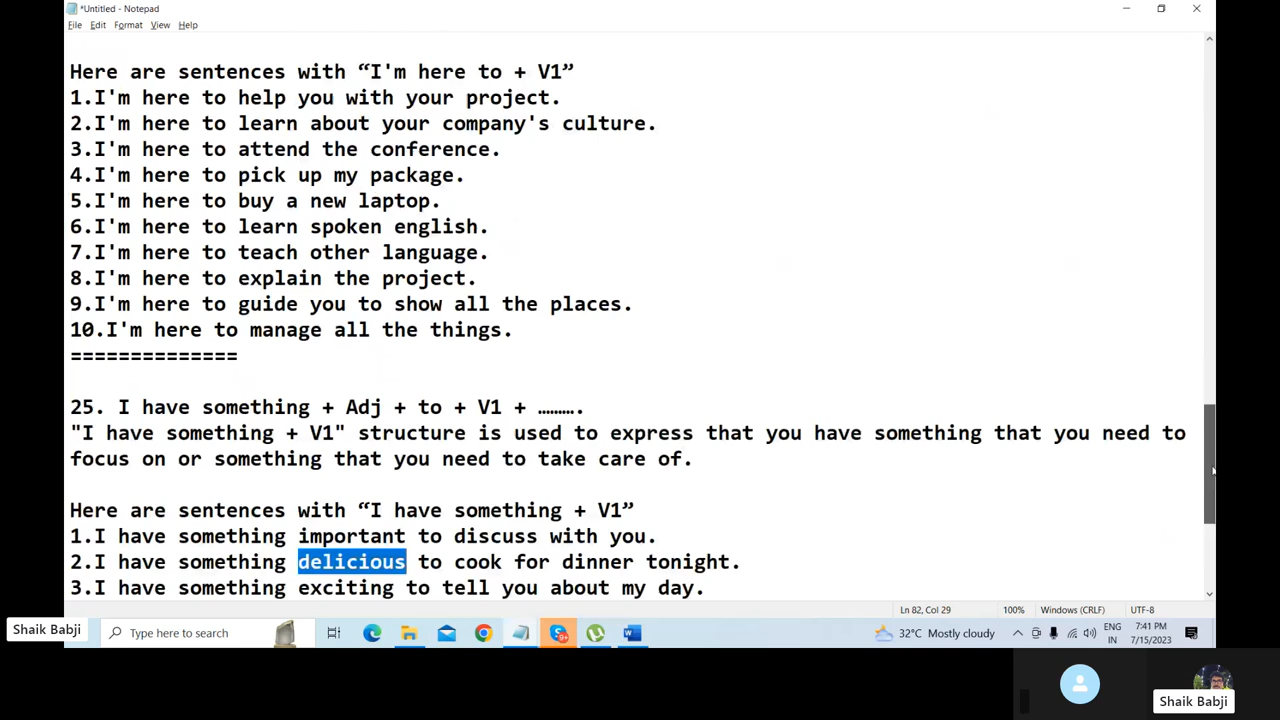 *Untitled - Notepad
File Edit Format View Help
Here are sentences with “I'm here to + V1”
1.I'm here to help you with your project.
2.I'm here to learn about your company's culture.
3.I'm here to attend the conference.
4.I'm here to pick up my package.
5.I'm here to buy a new laptop.
6.I'm here to learn spoken english.
7.I'm here to teach other language.
8.I'm here to explain the project.
9.I'm here to guide you to show all the places.
10.I'm here to manage all the things.
==============
25. I have something + Adj + to + V1 + ……….
"I have something + V1" structure is used to express that you have something that you need to
focus on or something that you need to take care of.
Here are sentences with “I have something + V1”
1.I have something important to discuss with you.
2.I have something delicious to cook for dinner tonight.
3.I have something exciting to tell you about my day.
Ln 82, Col 29 100% Windows (CRLF) UTF-8
Shaik Babji
Type here to search
32°C Mostly cloudy
ENG
IN
7:41 PM
7/15/2023
Shaik Babji